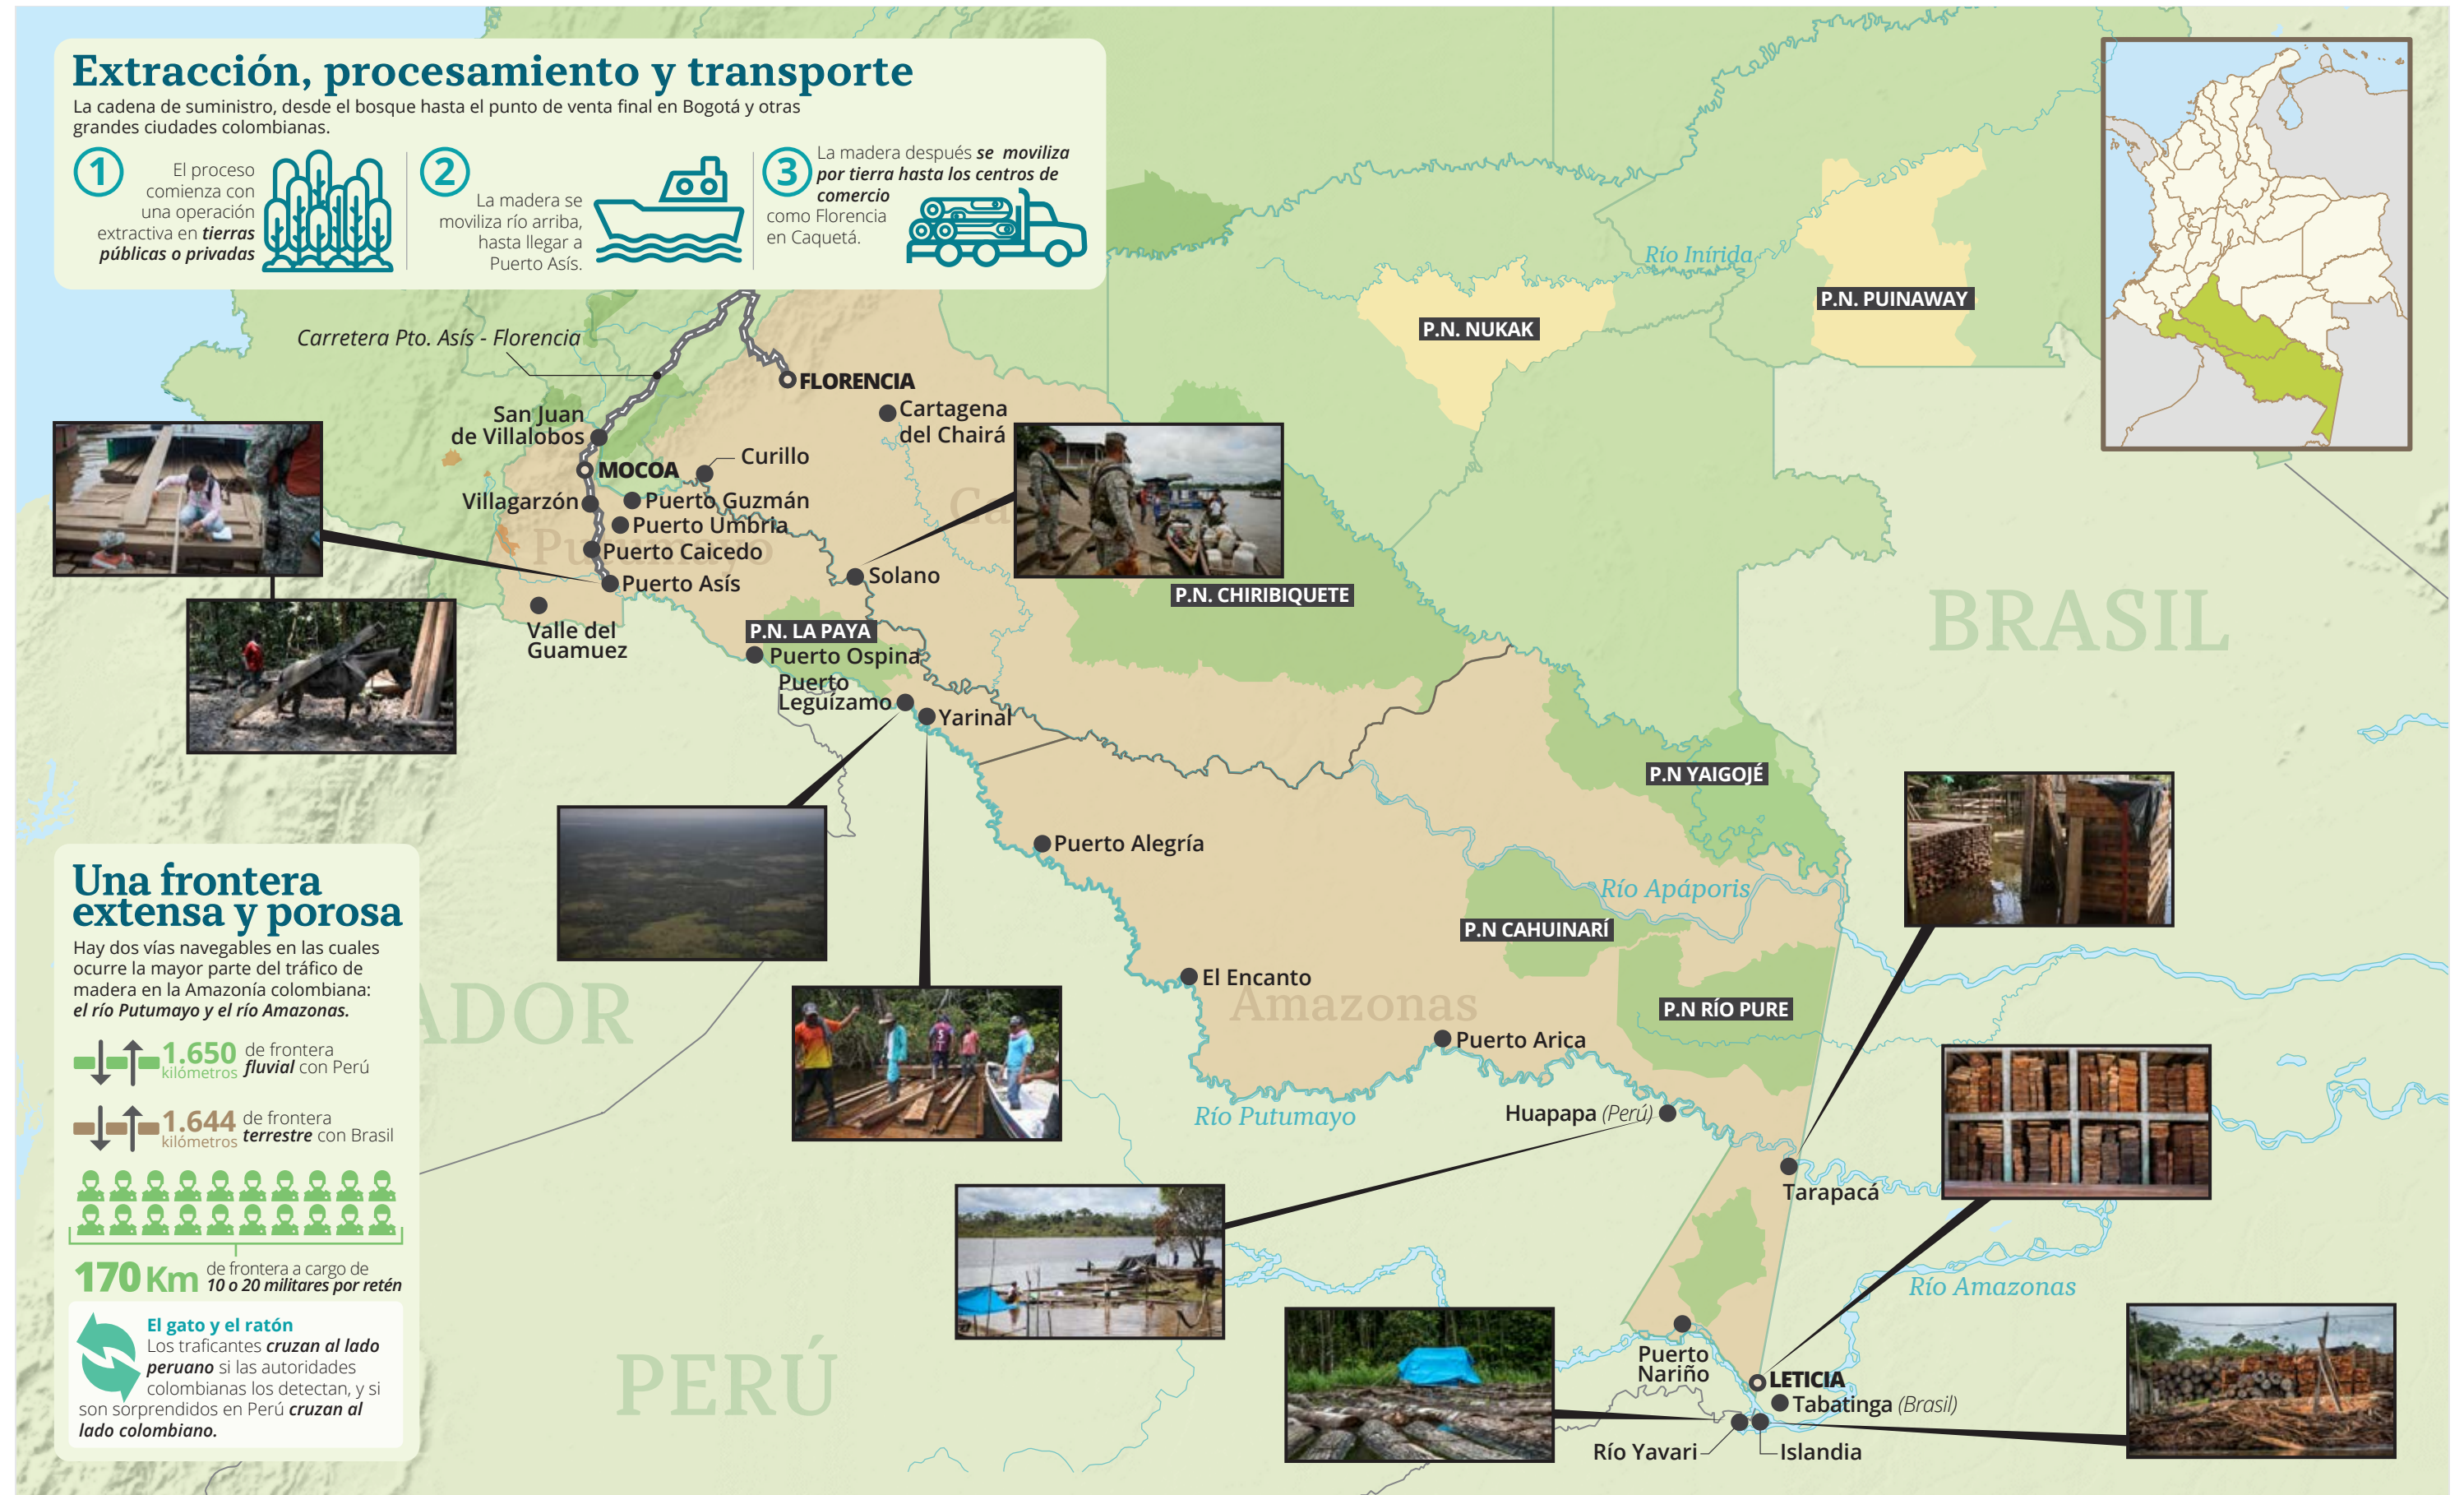 Extracción, procesamiento y transporte
La cadena de suministro, desde el bosque hasta el punto de venta final en Bogotá y otras
grandes ciudades colombianas.
1
El proceso
comienza con
una operación
extractiva en tierras
públicas o privadas
2
La madera se
moviliza río arriba,
hasta llegar a
Puerto Asís.
3
La madera después se moviliza
por tierra hasta los centros de
comercio
como Florencia
en Caquetá.
Río Inírida
P.N. PUINAWAY
P.N. NUKAK
Carretera Pto. Asís - Florencia
FLORENCIA
Cartagena
del Chairá
San Juan
de Villalobos
Curillo
MOCOA
Villagarzón
Puerto Guzmán
Ca
Puerto Umbria
Putumayo
Puerto Caicedo
Puerto Asís
Solano
P.N. CHIRIBIQUETE
BRASIL
Valle del
Guamuez
P.N. LA PAYA
Puerto Ospina
Puerto
Leguízamo
Yarinal
P.N YAIGOJÉ
Puerto Alegría
Río Apáporis
P.N CAHUINARÍ
El Encanto
Amazonas
P.N RÍO PURE
ADOR
Puerto Arica
Río Putumayo
Huapapa (Perú)
Tarapacá
Río Amazonas
PERÚ
Puerto
Nariño
LETICIA
Tabatinga (Brasil)
Río Yavari
Islandia
Una frontera
extensa y porosa
Hay dos vías navegables en las cuales
ocurre la mayor parte del tráfico de
madera en la Amazonía colombiana:
el río Putumayo y el río Amazonas.
1.650
kilómetros
de frontera
fluvial con Perú
1.644
kilómetros
de frontera
terrestre con Brasil
170 Km
de frontera a cargo de
10 o 20 militares por retén
El gato y el ratón
Los traficantes cruzan al lado
peruano si las autoridades
colombianas los detectan, y si
son sorprendidos en Perú cruzan al
lado colombiano.